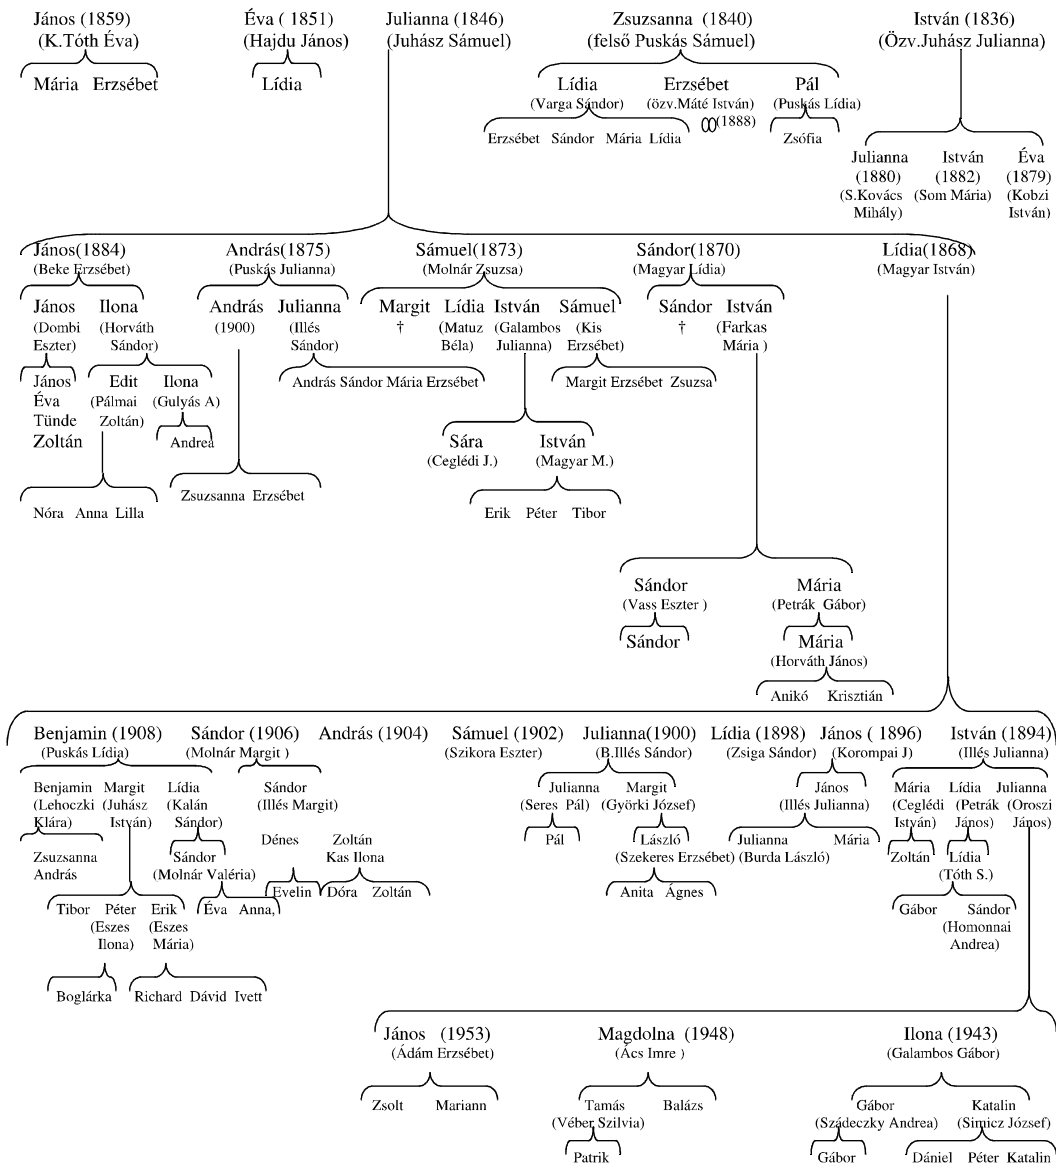 János (1859) Éva ( 1851) Julianna (1846) Zsuzsanna (1840) István (1836)
(K.Tóth Éva) (Hajdu János) (Juhász Sámuel) (felső Puskás Sámuel) (Özv.Juhász Julianna)
Mária Erzsébet Lídia Lídia Erzsébet Pál
(Varga Sándor) (özv.Máté István) (Puskás Lídia)
(1888)
Erzsébet Sándor Mária Lídia Zsófia
Julianna István Éva
(1880) (1882) (1879)
(S.Kovács (Som Mária) (Kobzi
Mihály) István)
János(1884) András(1875) Sámuel(1873) Sándor(1870) Lídia(1868)
(Beke Erzsébet) (Puskás Julianna) (Molnár Zsuzsa) (Magyar Lídia) (Magyar István)
János Ilona András Julianna Margit Lídia István Sámuel Sándor István
(Dombi (Horváth (1900) (Illés † (Matuz (Galambos (Kis † (Farkas
Eszter) Sándor) Sándor) Béla) Julianna) Erzsébet) Mária )
János Edit Ilona András Sándor Mária Erzsébet Margit Erzsébet Zsuzsa
Éva (Pálmai (Gulyás A)
Tünde Zoltán)
Zoltán Andrea Sára István
(Ceglédi J.) (Magyar M.)
Zsuzsanna Erzsébet
Nóra Anna Lilla Erik Péter Tibor
Sándor Mária
(Vass Eszter ) (Petrák Gábor)
Sándor Mária
(Horváth János)
Anikó Krisztián
Benjamin (1908) Sándor (1906) András (1904) Sámuel (1902) Julianna(1900) Lídia (1898) János (1896) István (1894)
(Puskás Lídia) (Molnár Margit ) (Szikora Eszter) (B.Illés Sándor) (Zsiga Sándor) (Korompai J) (Illés Julianna)
Benjamin Margit Lídia Sándor Julianna Margit János Mária Lídia Julianna
(Lehoczki (Juhász (Kalán (Illés Margit) (Seres Pál) (Györki József) (Illés Julianna) (Ceglédi (Petrák (Oroszi
Klára) István) Sándor) István) János) János)
Dénes Zoltán Pál László Julianna Mária
Zsuzsanna Sándor Kas Ilona (Szekeres Erzsébet) (Burda László) Zoltán Lídia
András (Molnár Valéria) (Tóth S.)
Evelin Dóra Zoltán Anita Ágnes
Tibor Péter Erik Éva Anna, Gábor Sándor
(Eszes (Eszes (Homonnai
Ilona) Mária) Andrea)
Boglárka Richard Dávid Ivett
János (1953) Magdolna (1948) Ilona (1943)
(Ádám Erzsébet) (Ács Imre ) (Galambos Gábor)
Zsolt Mariann Tamás Balázs Gábor Katalin
(Véber Szilvia) (Szádeczky Andrea) (Simicz József)
Patrik Gábor Dániel Péter Katalin